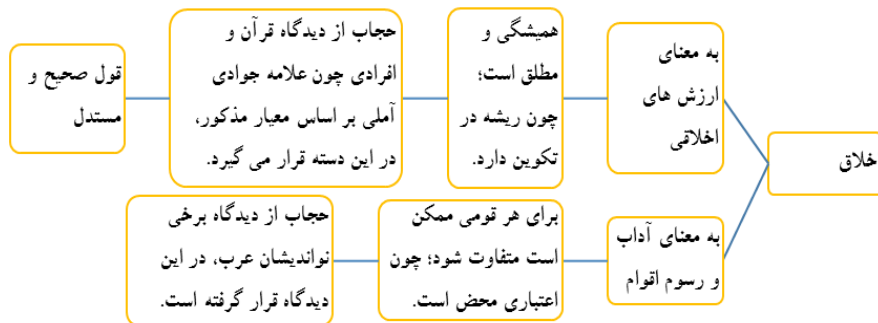 خلاق
به معنای
ارزش های
اخلاقی
همیشگی و
مطلق است؛
چون ریشه در
تکوین دارد.
حجاب از دیدگاه قرآن و
افرادی چون علامه جوادی
آملی بر اساس معیار مذکور،
در این دسته قرار می گیرد.
قول صحیح و
مستدل
به معنای آداب
و رسوم اقوام
برای هر قومی ممکن
است متفاوت شود؛ چون
اعتباری محض است.
حجاب از دیدگاه برخی
نواندیشان عرب، در این
دیدگاه قرار گرفته است.